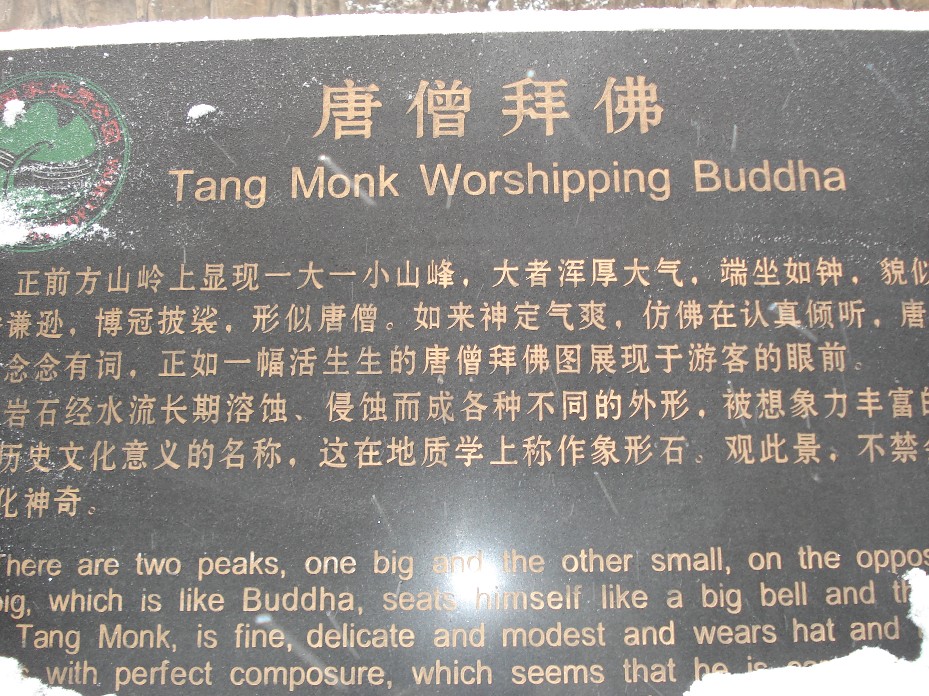 唐僧拜佛
Tang Monk Worshipping Buddha
正前方山岭上显现一大一小山峰，大者浑厚大气，端坐如钟，貌似
谦逊，博冠披裟，形似唐僧。如来神定气爽，仿佛在认真倾听，唐
念念有词，正如一幅活生生的唐僧拜佛图展现于游客的眼前。
岩石经水流长期溶蚀、侵蚀而成各种不同的外形，被想象力丰富的
历史文化意义的名称，这在地质学上称作象形石。观此景，不禁
化神奇。
There are two peaks, one big and the other small, on the
big, which is like Buddha, seats himself like a big bell and
Tang Monk, is fine, delicate and modest and wears hat and
with perfect composure, which seems that he is